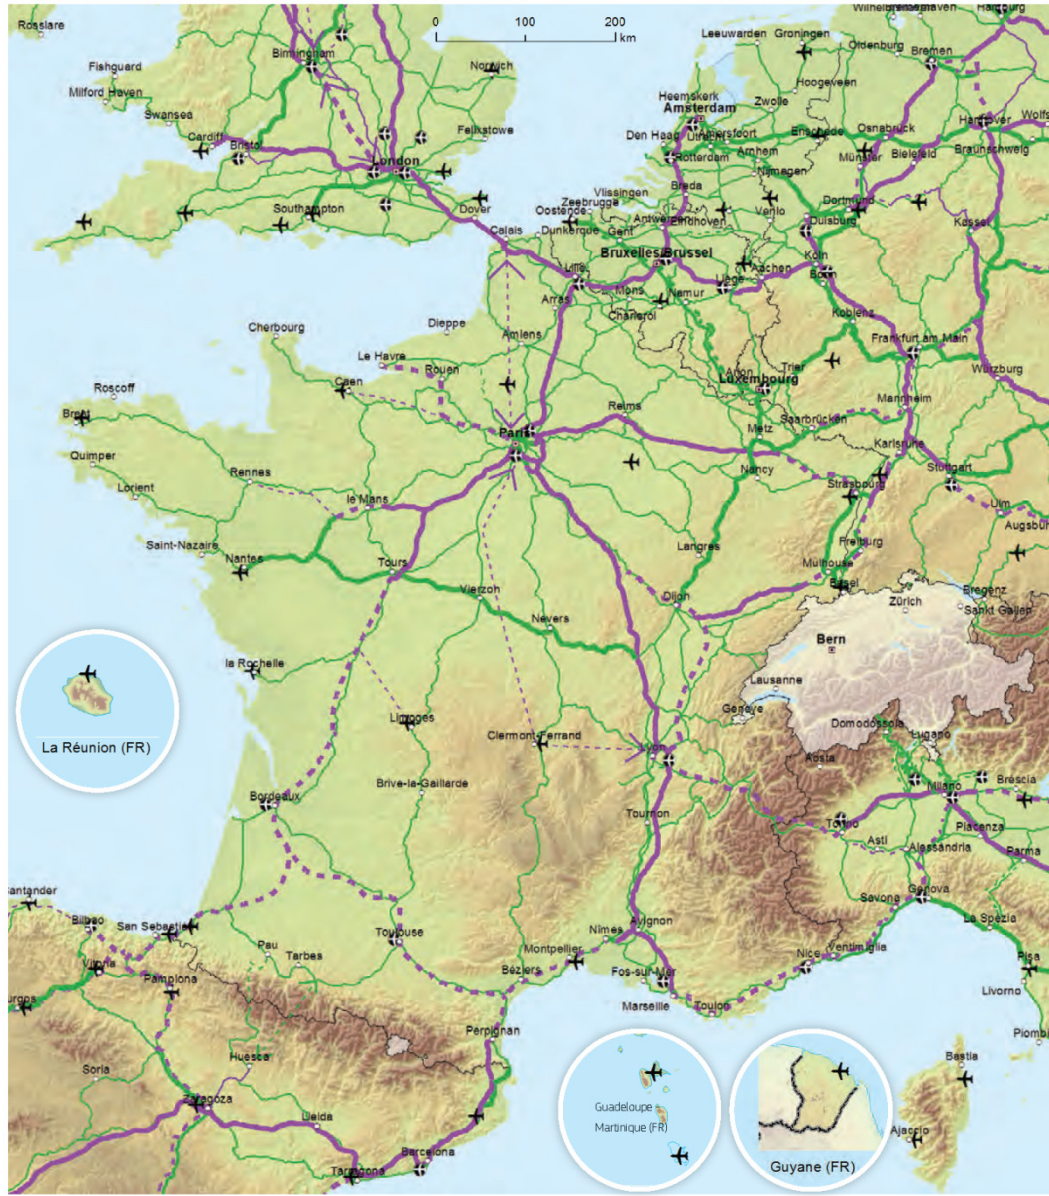 0 100 200
km
Rosslare
Fishguard
Milford Haven
Swansea
Cardiff
Bristol
Birmingham
Norwich
Felixstowe
London
Southampton
Dover
Calais
Leeuwarden
Groningen
Oldenburg
Bremen
Hamburg
Hoogeveen
Heemskerk
Zwolle
Amsterdam
Den Haag
Utrecht
Amersfoort
Enschede
Osnabrück
Hannover
Wolfs
Rotterdam
Arnhem
Nijmegen
Münster
Bielefeld
Braunschweig
Breda
Vlissingen
Zeebrugge
Oostende
Dunkerque
Gent
Antwerpen
Eindhoven
Venlo
Dortmund
Duisburg
Kassel
Bruxelles/Brussel
Lille
Mons
Liège
Aachen
Köln
Bonn
Namur
Charleroi
Arras
Koblenz
Frankfurt am Main
Cherbourg
Dieppe
Amiens
Le Havre
Rouen
Caen
Arlon
Luxembourg
Trier
Würzburg
Mannheim
Roscoff
Brest
Reims
Paris
Metz
Saarbrücken
Karlsruhe
Quimper
Rennes
Lorient
le Mans
Nancy
Strasbourg
Stuttgart
Ulm
Augsbur
Saint-Nazaire
Nantes
Tours
Vierzon
Langres
Freiburg
Mulhouse
Basel
Dijon
Nevers
Zürich
Bregenz
Sankt Gallen
Bern
la Rochelle
Lausanne
Genève
La Réunion (FR)
Limoges
Clermont-Ferrand
Lyon
Domodossola
Lugano
Aosta
Brive-la-Gaillarde
Bordeaux
Tournon
Milano
Brescia
Torino
Asti
Piacenza
Alessandria
Parma
Santander
Bilbao
San Sebastiá
Toulouse
Nîmes
Avignon
Savona
Genova
La Spezia
Vitoria
Pamplona
Pau
Tarbes
Montpellier
Béziers
Fos-sur-Mer
Marseille
Toulon
Nice
Ventimiglia
Pisa
Livorno
Piombi
urgos
Perpignan
Soria
Huesca
Zaragoza
Lleida
Barcelona
Tarragona
Guadeloupe
Martinique (FR)
Guyane (FR)
Bastia
Ajaccio